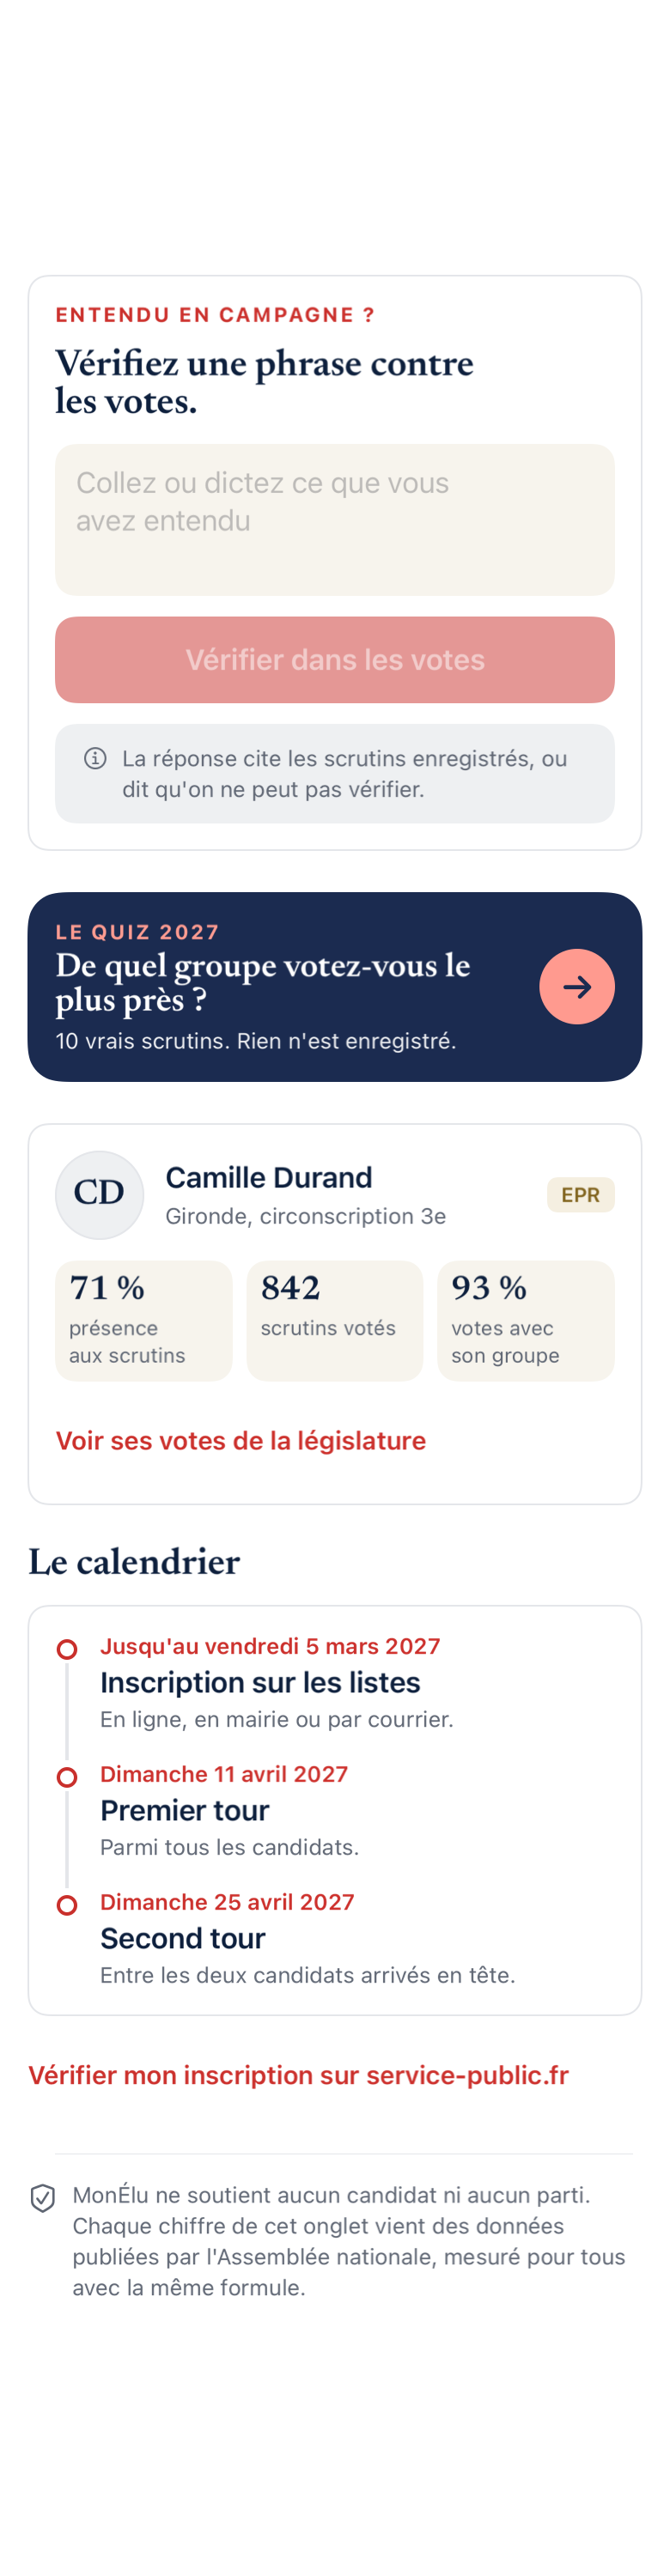 ENTENDU EN CAMPAGNE ?
Vérifiez une phrase contre
les votes.
Collez ou dictez ce que vous
avez entendu
Vérifier dans les votes
La réponse cite les scrutins enregistrés, ou
dit qu'on ne peut pas vérifier.
LE QUIZ 2027
De quel groupe votez-vous le
plus près ?
10 vrais scrutins. Rien n'est enregistré.
CD
Camille Durand
Gironde, circonscription 3e
EPR
71 %
présence
aux scrutins
842
scrutins votés
93 %
votes avec
son groupe
Voir ses votes de la législature
Le calendrier
Jusqu'au vendredi 5 mars 2027
Inscription sur les listes
En ligne, en mairie ou par courrier.
Dimanche 11 avril 2027
Premier tour
Parmi tous les candidats.
Dimanche 25 avril 2027
Second tour
Entre les deux candidats arrivés en tête.
Vérifier mon inscription sur service-public.fr
MonÉlu ne soutient aucun candidat ni aucun parti.
Chaque chiffre de cet onglet vient des données
publiées par l'Assemblée nationale, mesuré pour tous
avec la même formule.